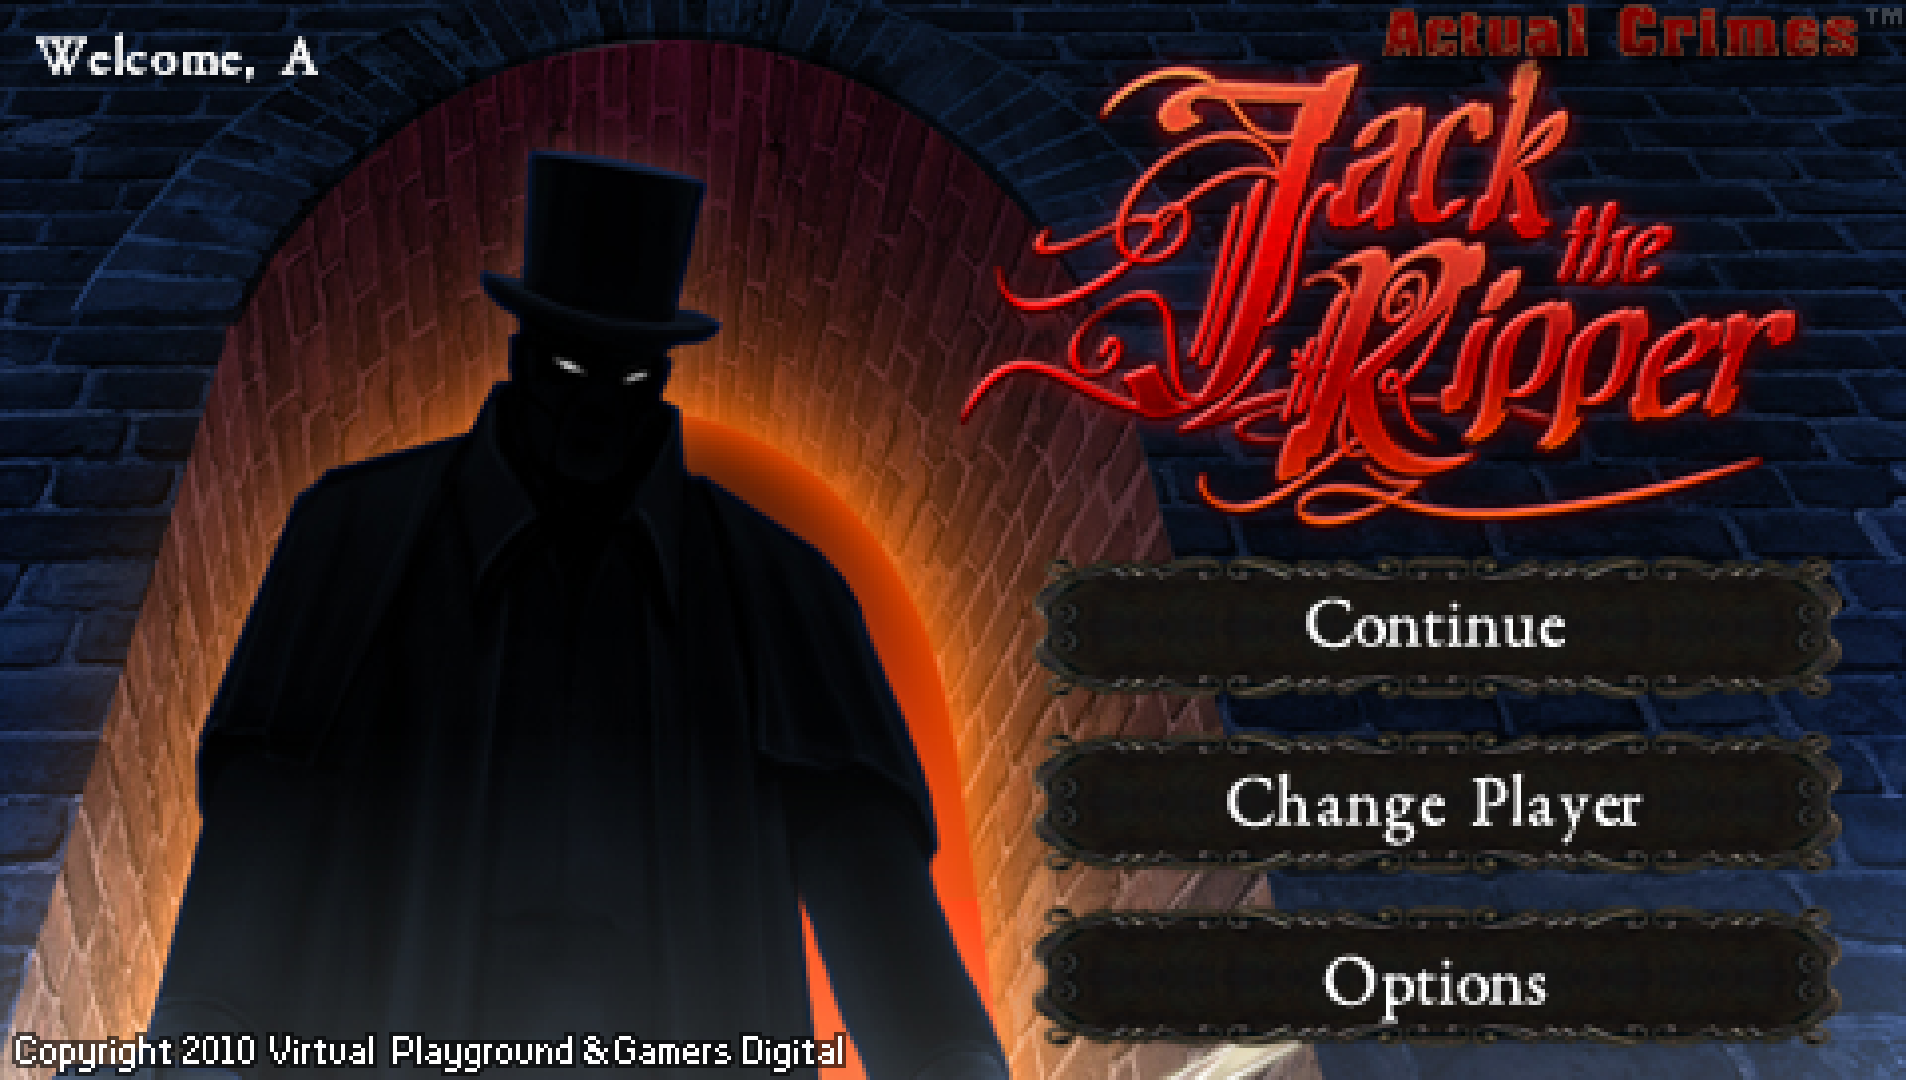 Welcome, A
Actual Crimes™
Jack
the
Ripper
Continue
Change Player
Options
Copyright 2010 Virtual Playground & Gamers Digital